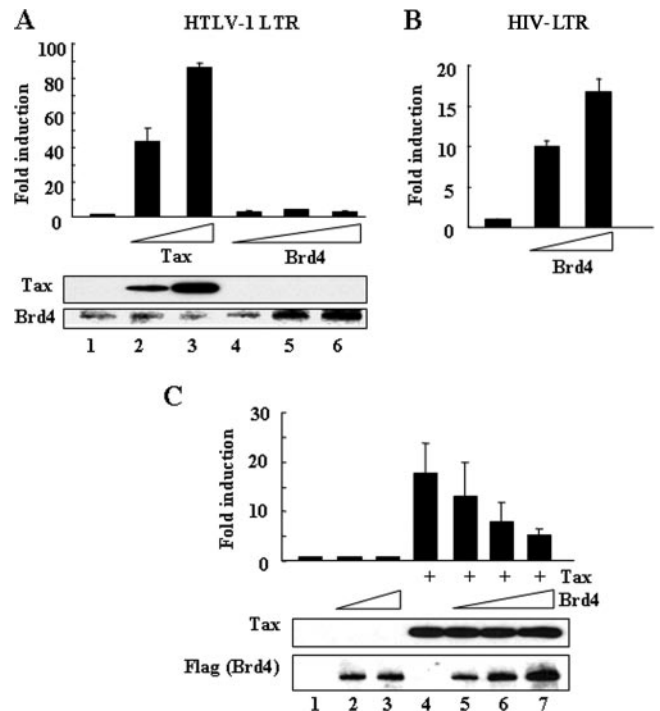 A
HTLV-1 LTR
Fold induction
100
80
60
40
20
0
Tax
Brd4
Tax
Brd4
1 2 3 4 5 6
B
HIV-LTR
Fold induction
20
15
10
5
0
Brd4
C
Fold induction
30
20
10
0
+ + + + Tax
Brd4
Tax
Flag (Brd4)
1 2 3 4 5 6 7